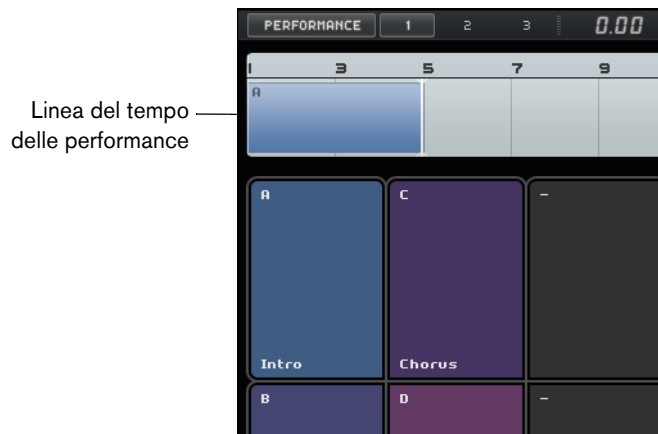 PERFORMANCE 1 2 3 0.00
1 3 5 7 9
A
Linea del tempo
delle performance
A C –
Intro Chorus
B D –